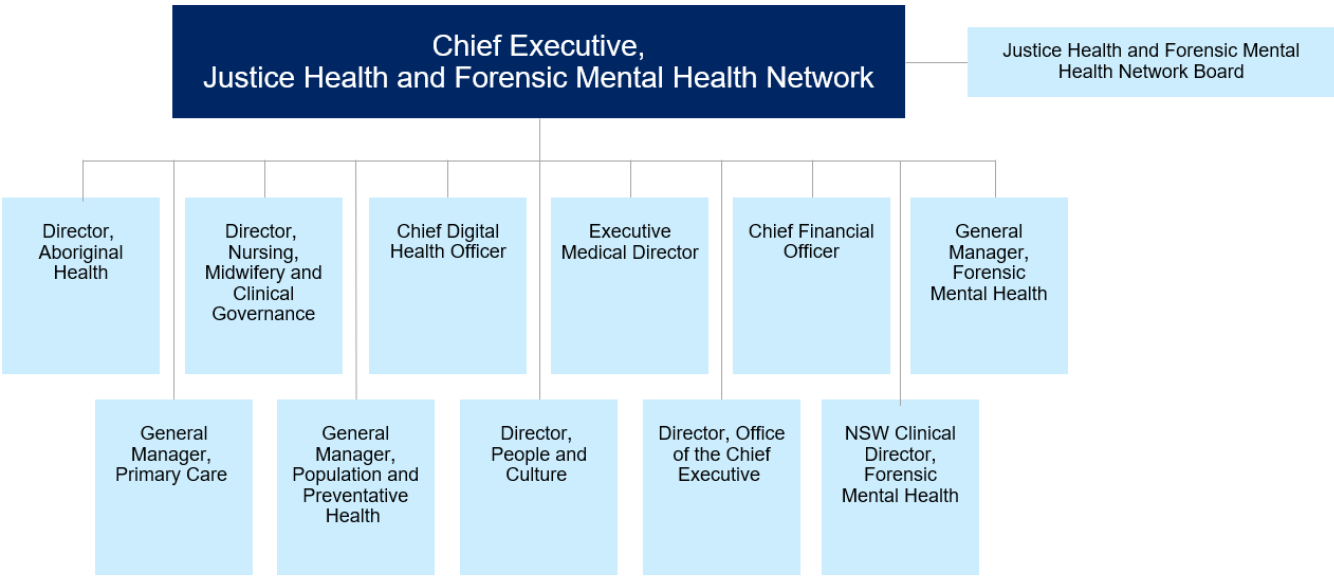 Chief Executive,
Justice Health and Forensic Mental Health Network
Justice Health and Forensic Mental
Health Network Board
Director,
Aboriginal
Health
Director,
Nursing,
Midwifery and
Clinical
Governance
Chief Digital
Health Officer
Executive
Medical Director
Chief Financial
Officer
General
Manager,
Forensic
Mental Health
General
Manager,
Primary Care
General
Manager,
Population and
Preventative
Health
Director,
People and
Culture
Director, Office
of the Chief
Executive
NSW Clinical
Director,
Forensic
Mental Health